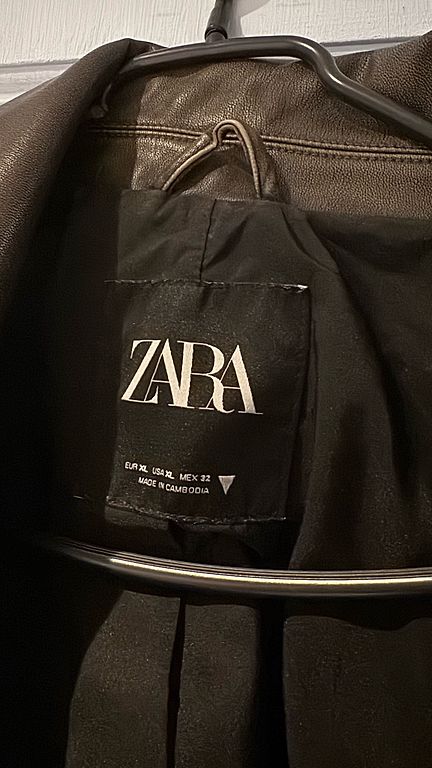 ZARA
EUR XL USA XL MEX 32
MADE IN CAMBODIA